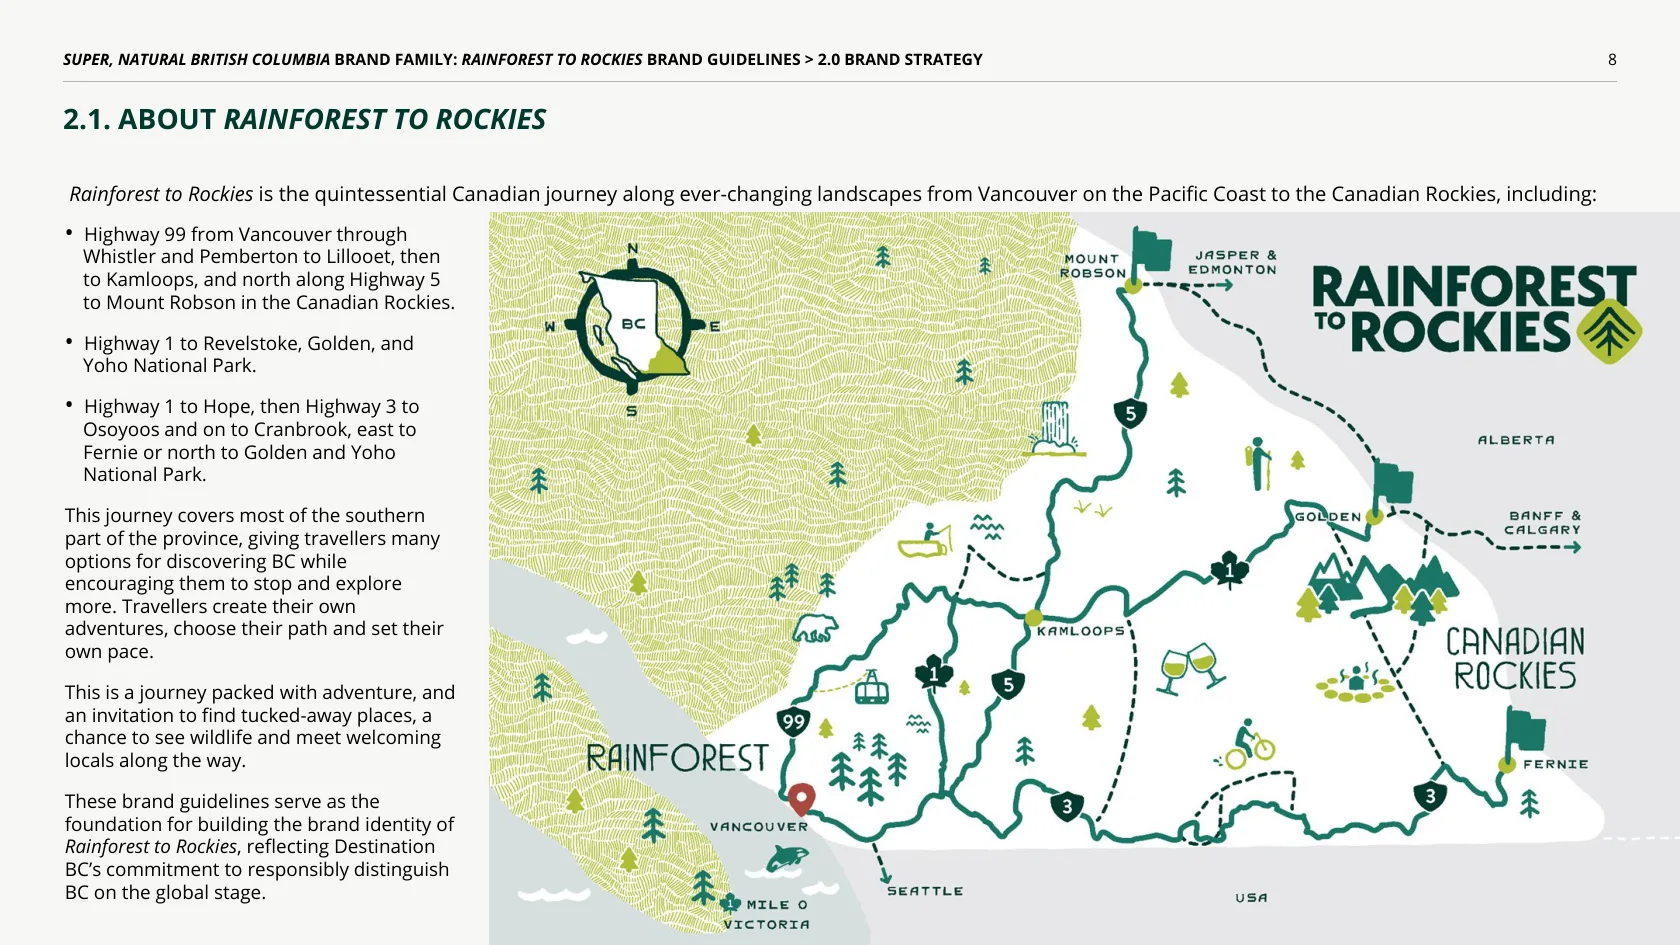 SUPER, NATURAL BRITISH COLUMBIA BRAND FAMILY: RAINFOREST TO ROCKIES BRAND GUIDELINES > 2.0 BRAND STRATEGY
8
2.1. ABOUT RAINFOREST TO ROCKIES
Rainforest to Rockies is the quintessential Canadian journey along ever-changing landscapes from Vancouver on the Pacific Coast to the Canadian Rockies, including:
• Highway 99 from Vancouver through
Whistler and Pemberton to Lillooet, then
to Kamloops, and north along Highway 5
to Mount Robson in the Canadian Rockies.
• Highway 1 to Revelstoke, Golden, and
Yoho National Park.
• Highway 1 to Hope, then Highway 3 to
Osoyoos and on to Cranbrook, east to
Fernie or north to Golden and Yoho
National Park.
This journey covers most of the southern
part of the province, giving travellers many
options for discovering BC while
encouraging them to stop and explore
more. Travellers create their own
adventures, choose their path and set their
own pace.
This is a journey packed with adventure, and
an invitation to find tucked-away places, a
chance to see wildlife and meet welcoming
locals along the way.
These brand guidelines serve as the
foundation for building the brand identity of
Rainforest to Rockies, reflecting Destination
BC's commitment to responsibly distinguish
BC on the global stage.
N
W
BC
E
S
MOUNT
ROBSON
JASPER &
EDMONTON
RAINFOREST
TO ROCKIES
5
ALBERTA
GOLDEN
BANFF &
CALGARY
1
KAMLOOPS
CANADIAN
ROCKIES
1
5
99
RAINFOREST
FERNIE
3
3
VANCOUVER
SEATTLE
USA
1
MILE 0
VICTORIA